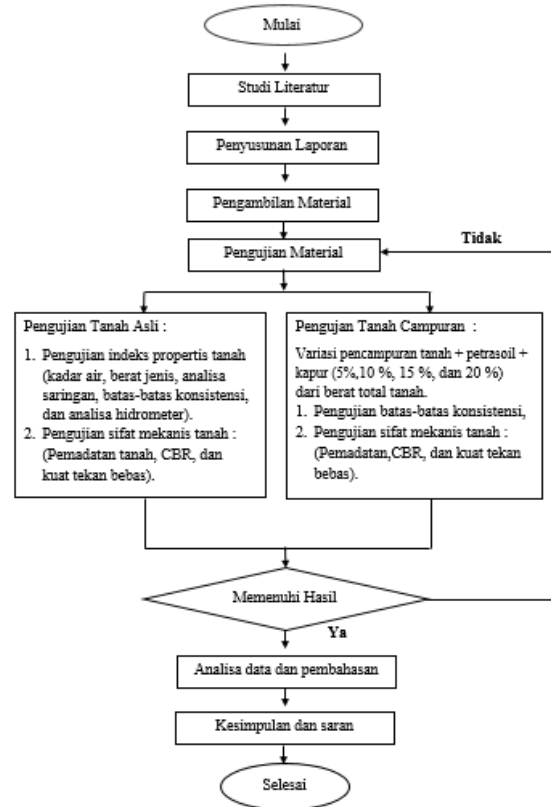 Mulai
Studi Literatur
Penyusunan Laporan
Pengambilan Material
Pengujian Material
Tidak
Pengujian Tanah Asli :
1. Pengujian indeks propertis tanah
(kadar air, berat jenis, analisa
saringan, batas-batas konsistensi,
dan analisa hidrometer).
2. Pengujian sifat mekanis tanah :
(Pemadatan tanah, CBR, dan
kuat tekan bebas).
Pengujan Tanah Campuran :
Variasi pencampuran tanah + petrasoil +
kapur (5%,10 %, 15 %, dan 20 %)
dari berat total tanah.
1. Pengujian batas-batas konsistensi,
2. Pengujian sifat mekanis tanah :
(Pemadatan,CBR, dan kuat tekan
bebas).
Memenuhi Hasil
Ya
Analisa data dan pembahasan
Kesimpulan dan saran
Selesai